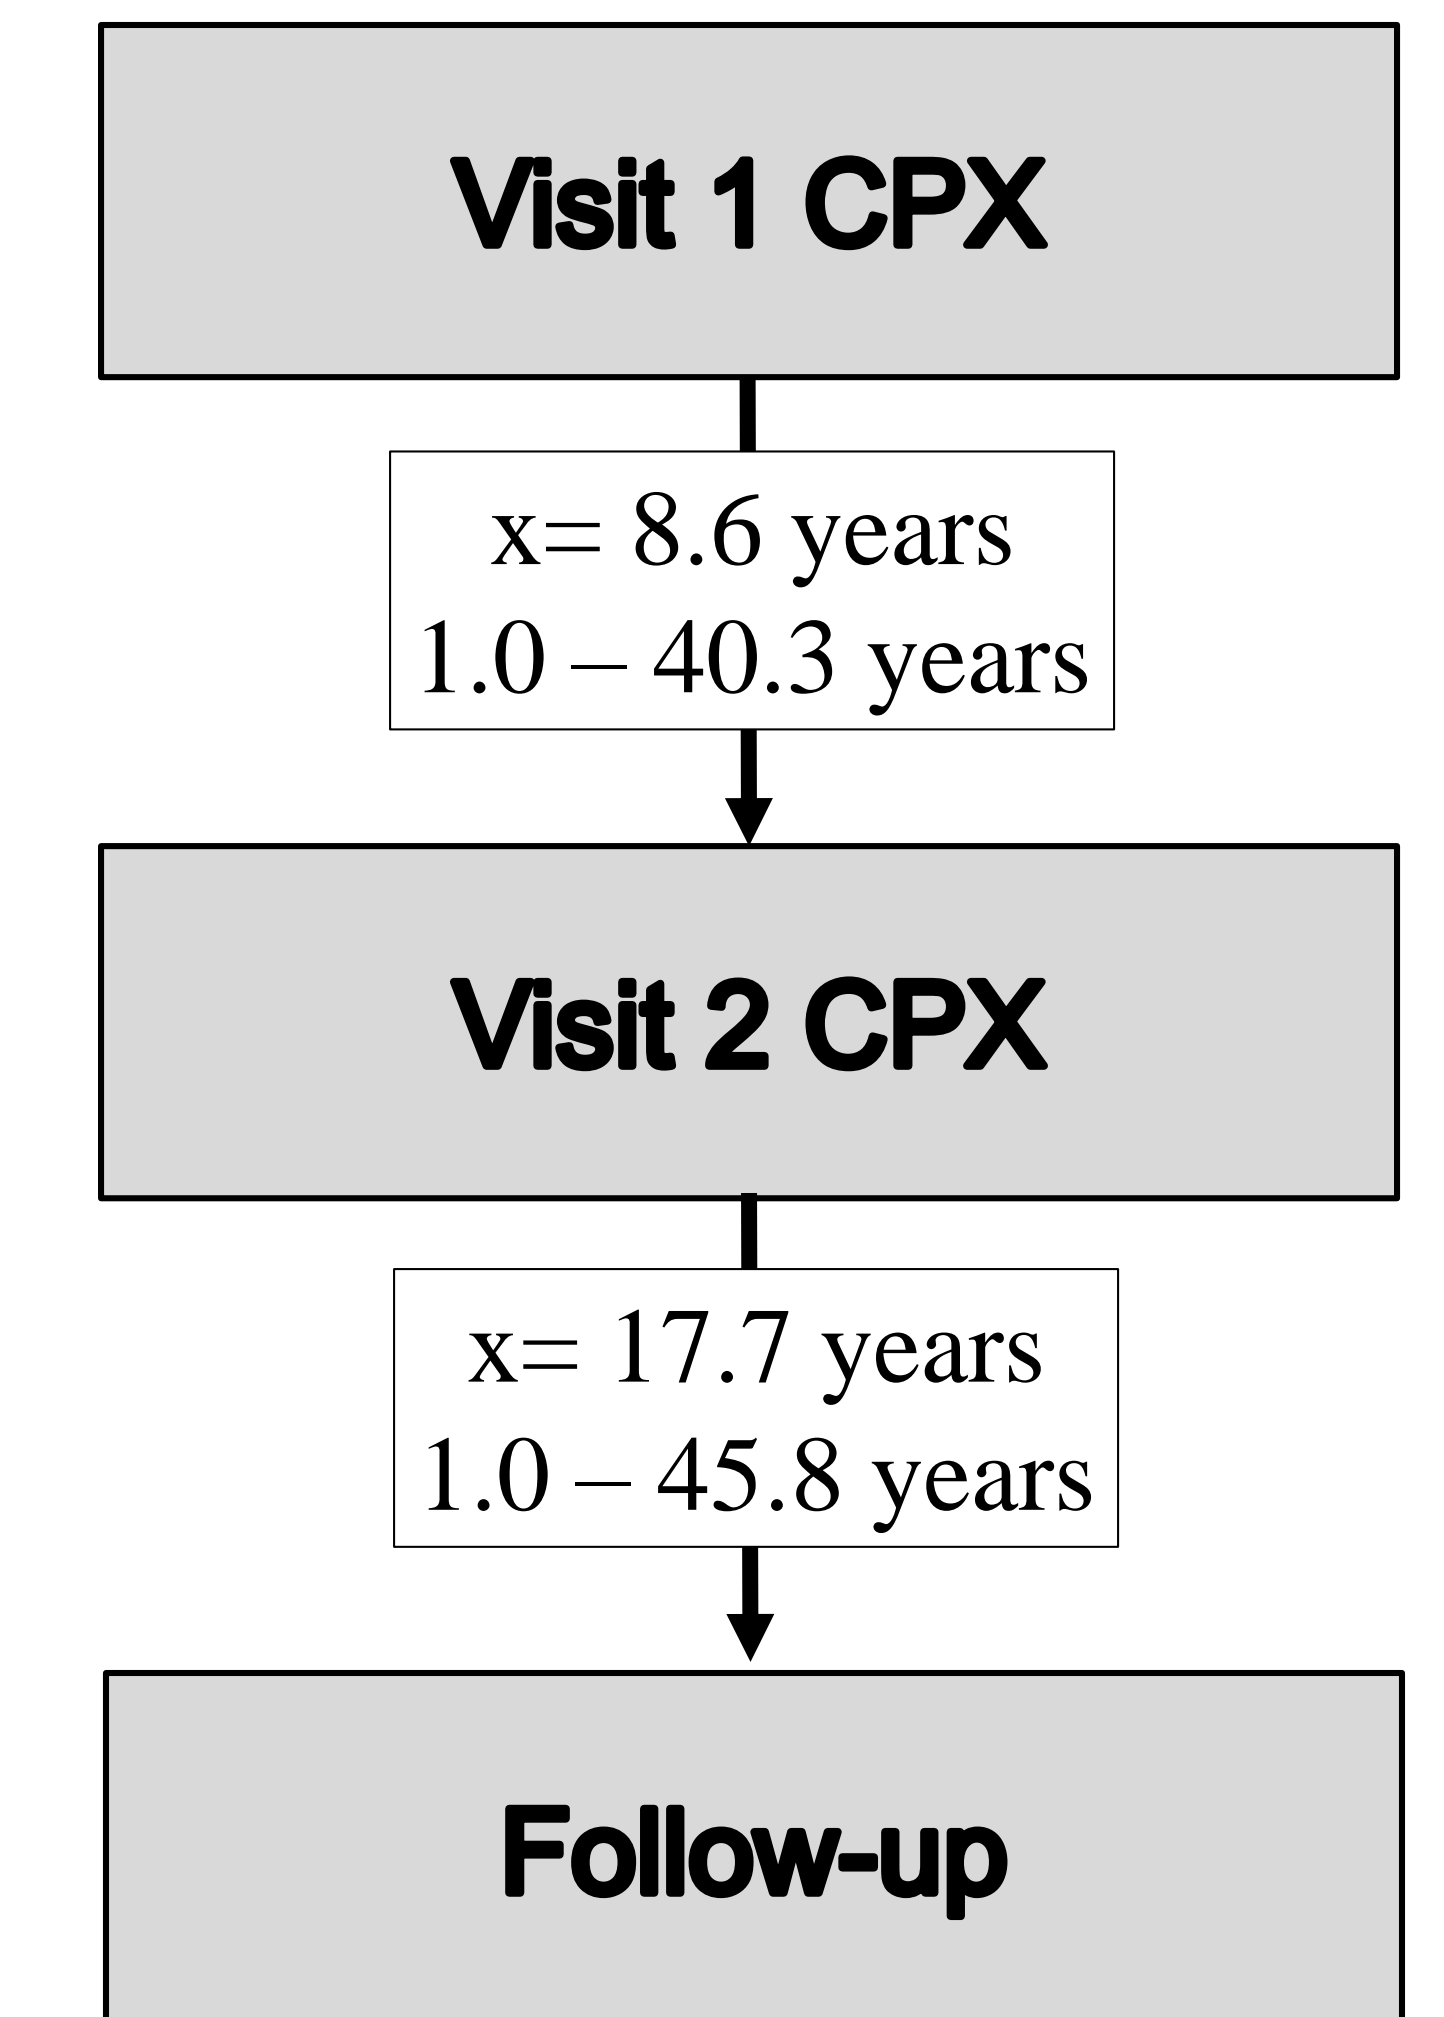 Visit 1 CPX
x= 8.6 years
1.0 – 40.3 years
Visit 2 CPX
x= 17.7 years
1.0 – 45.8 years
Follow-up